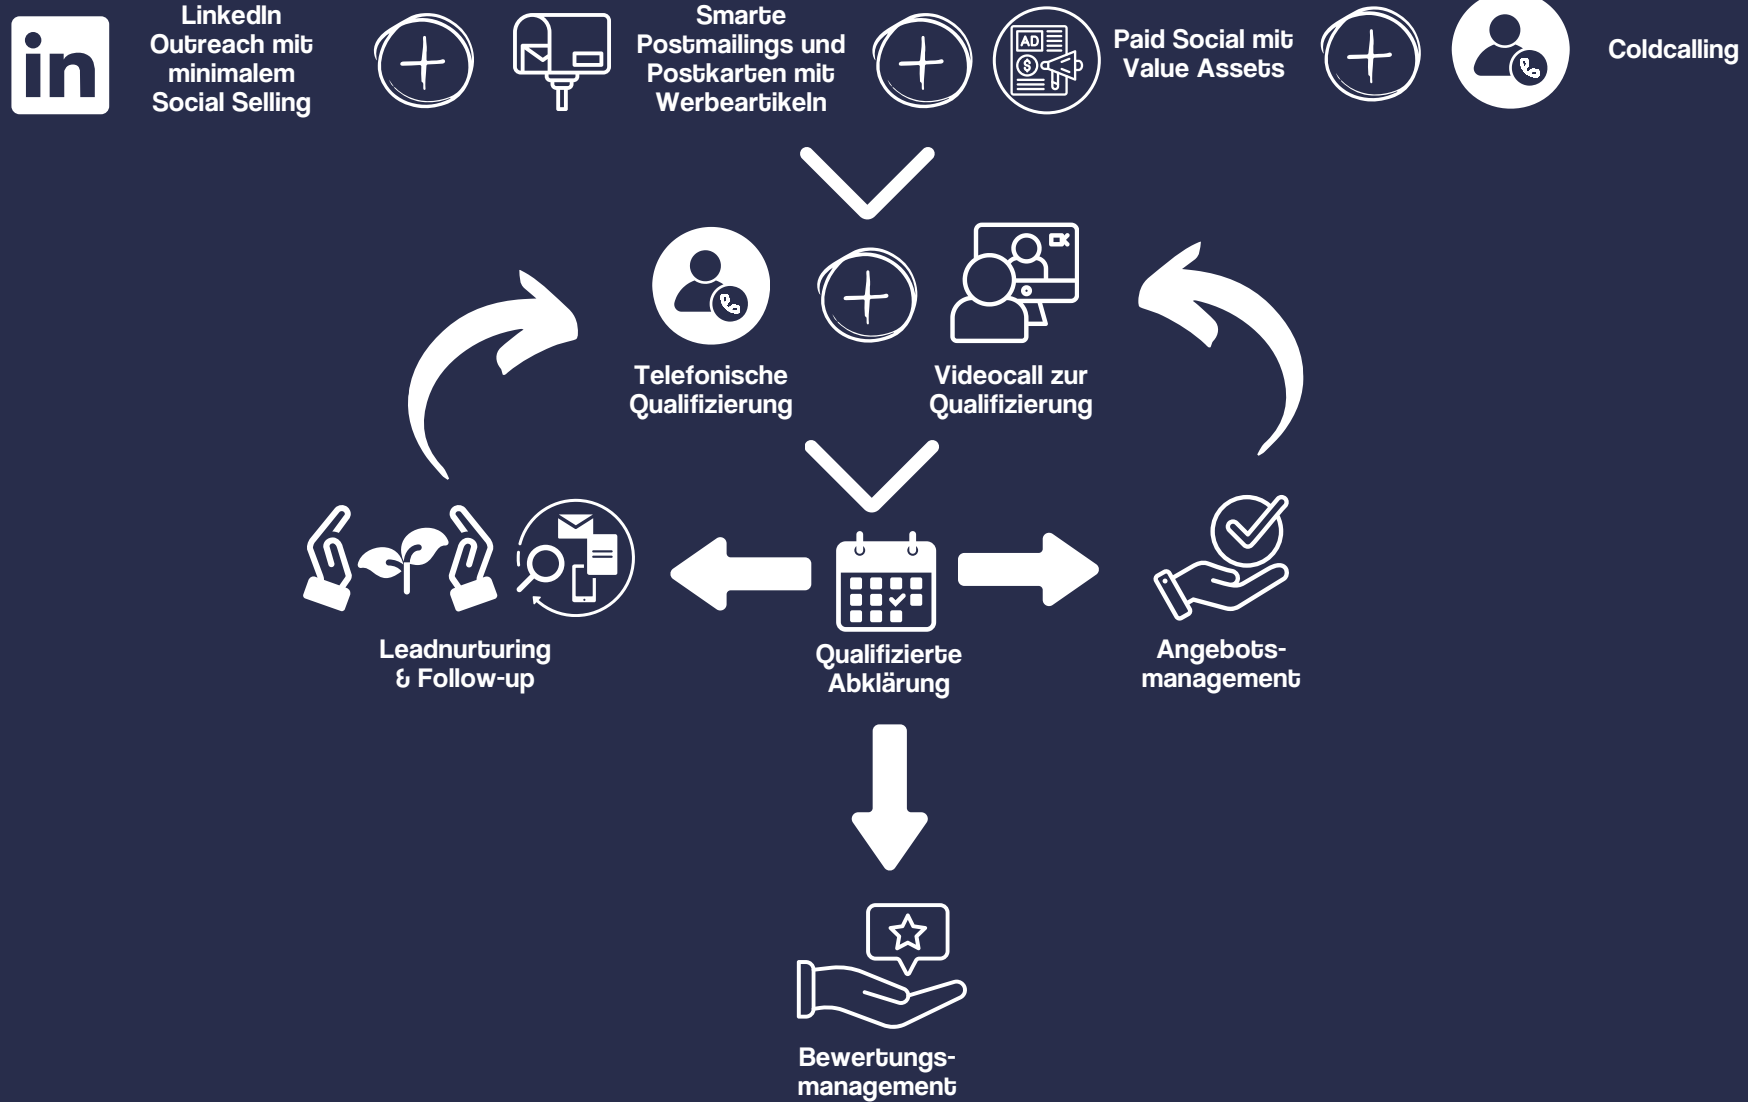 in
LinkedIn
Outreach mit
minimalem
Social Selling
Smarte
Postmailings und
Postkarten mit
Werbeartikeln
AD
$
Paid Social mit
Value Assets
Coldcalling
Telefonische
Qualifizierung
Videocall zur
Qualifizierung
Leadnurturing
& Follow-up
Qualifizierte
Abklärung
Angebots-
management
Bewertungs-
management